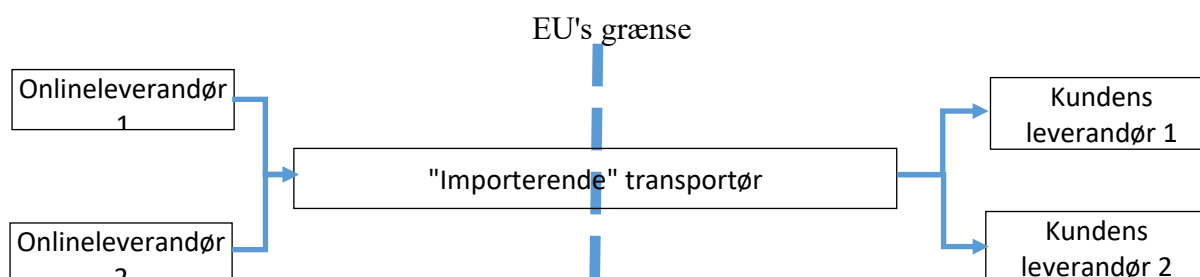 EU's grænse
Onlineleverandør
1
"Importerende" transportør
Kundens
leverandør 1
Onlineleverandør
2
Kundens
leverandør 2